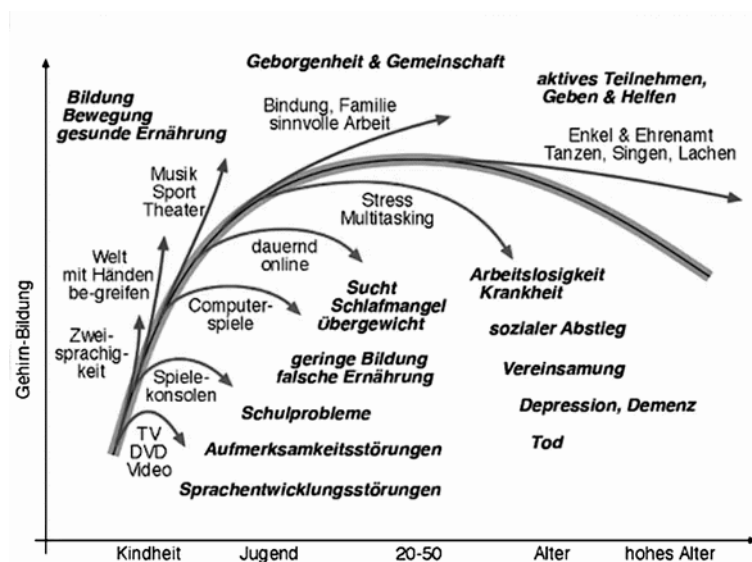 Geborgenheit & Gemeinschaft
aktives Teilnehmen,
Geben & Helfen
Bildung
Bewegung
gesunde Ernährung
Bindung, Familie
sinnvolle Arbeit
Enkel & Ehrenamt
Tanzen, Singen, Lachen
Musik
Sport
Theater
Stress
Multitasking
Welt
mit Händen
be-greifen
dauernd
online
Sucht
Schlafmangel
Übergewicht
Arbeitslosigkeit
Krankheit
Computer-
spiele
sozialer Abstieg
Zwei-
sprachig-
keit
geringe Bildung
falsche Ernährung
Vereinsamung
Spiele-
konsolen
Schulprobleme
Depression, Demenz
TV
DVD
Video
Aufmerksamkeitsstörungen
Tod
Sprachentwicklungsstörungen
Gehirn-Bildung
Kindheit
Jugend
20-50
Alter
hohes Alter